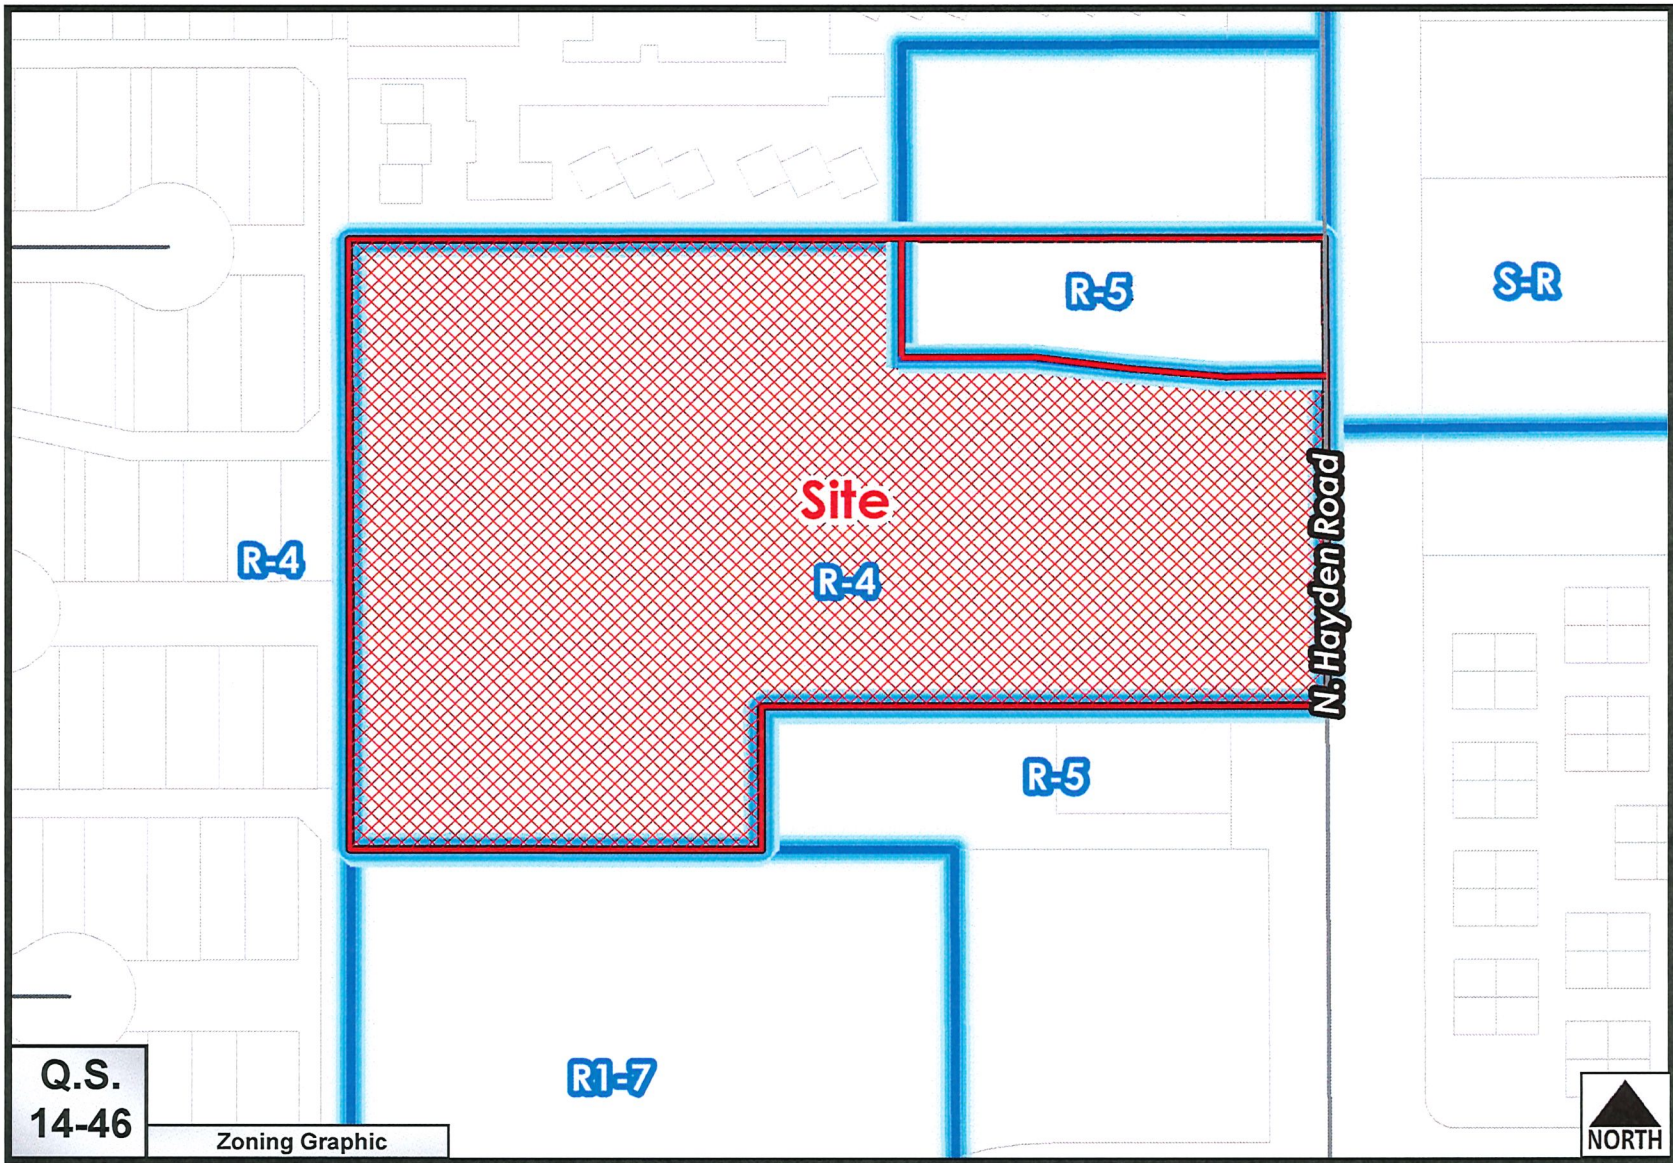 R-5
S-R
Site
R-4
R-4
N. Hayden Road
R-5
R1-7
Q.S.
14-46
Zoning Graphic
NORTH